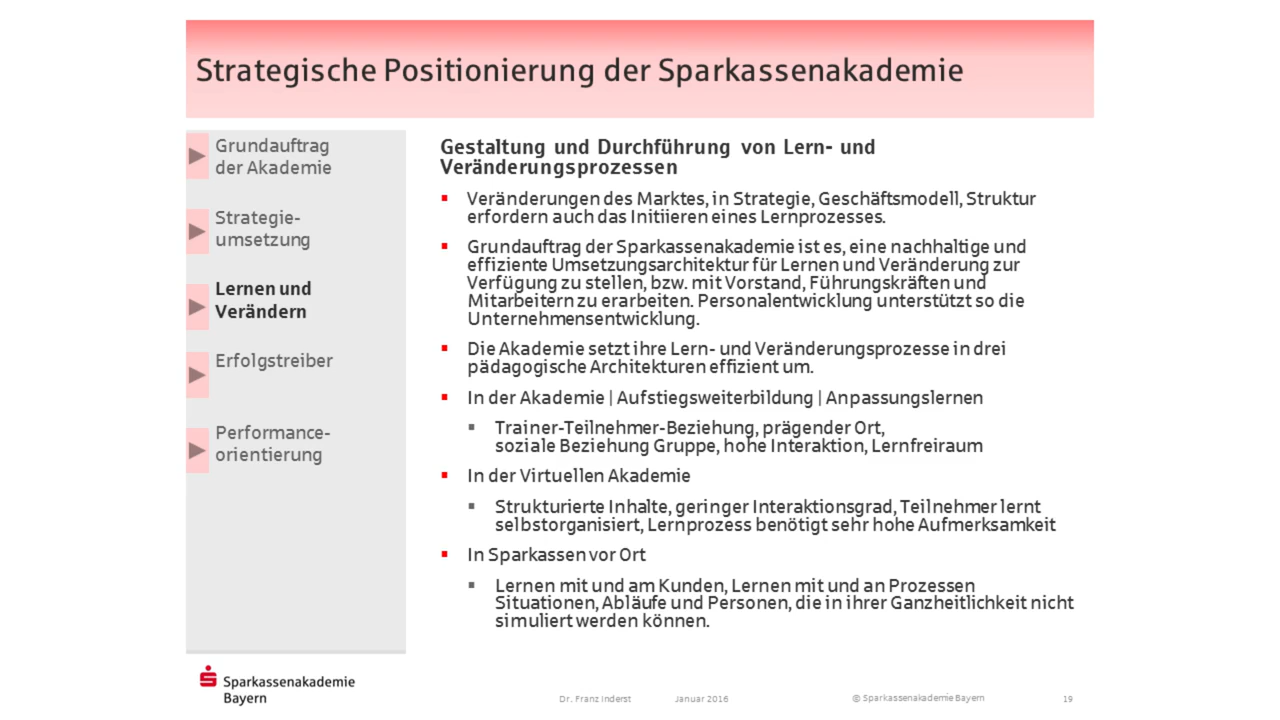 Strategische Positionierung der Sparkassenakademie
Grundauftrag
der Akademie
Strategie-
umsetzung
Lernen und
Verändern
Erfolgstreiber
Performance-
orientierung
Gestaltung und Durchführung von Lern- und
Veränderungsprozessen
Veränderungen des Marktes, in Strategie, Geschäftsmodell, Struktur
erfordern auch das Initiieren eines Lernprozesses.
Grundauftrag der Sparkassenakademie ist es, eine nachhaltige und
effiziente Umsetzungsarchitektur für Lernen und Veränderung zur
Verfügung zu stellen, bzw. mit Vorstand, Führungskräften und
Mitarbeitern zu erarbeiten. Personalentwicklung unterstützt so die
Unternehmensentwicklung.
Die Akademie setzt ihre Lern- und Veränderungsprozesse in drei
pädagogische Architekturen effizient um.
In der Akademie | Aufstiegsweiterbildung | Anpassungslernen
Trainer-Teilnehmer-Beziehung, prägender Ort,
soziale Beziehung Gruppe, hohe Interaktion, Lernfreiraum
In der Virtuellen Akademie
Strukturierte Inhalte, geringer Interaktionsgrad, Teilnehmer lernt
selbstorganisiert, Lernprozess benötigt sehr hohe Aufmerksamkeit
In Sparkassen vor Ort
Lernen mit und am Kunden, Lernen mit und an Prozessen
Situationen, Abläufe und Personen, die in ihrer Ganzheitlichkeit nicht
simuliert werden können.
Sparkassenakademie
Bayern
Dr. Franz Inderst
Januar 2016
© Sparkassenakademie Bayern
19